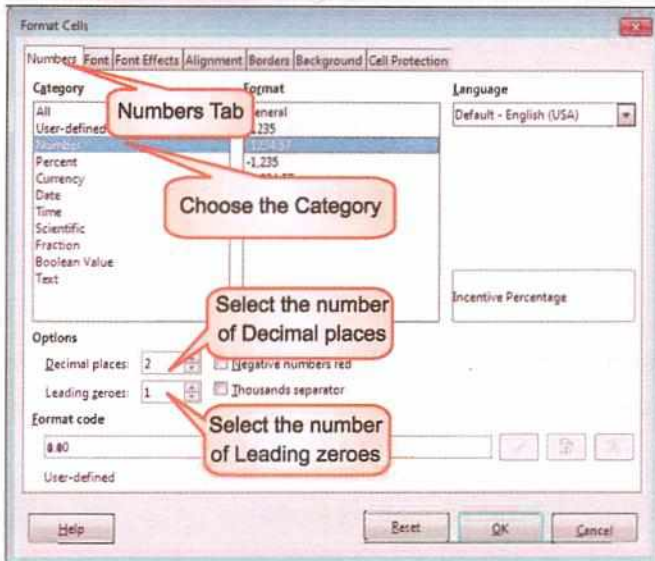 Format Cells
Numbers Font Font Effects Alignment Borders Background Cell Protection
Category
Format
Language
All
User-defined
Number
Percent
Currency
Date
Time
Scientific
Fraction
Boolean Value
Text
Numbers Tab
Choose the Category
General
1235
-1234.57
-1,235
Default - English (USA)
Incentive Percentage
Select the number
of Decimal places
Options
Decimal places: 2
Negative numbers red
Leading zeroes: 1
Thousands separator
Select the number
of Leading zeroes
Format code
0.00
User-defined
Help
Reset
OK
Cancel